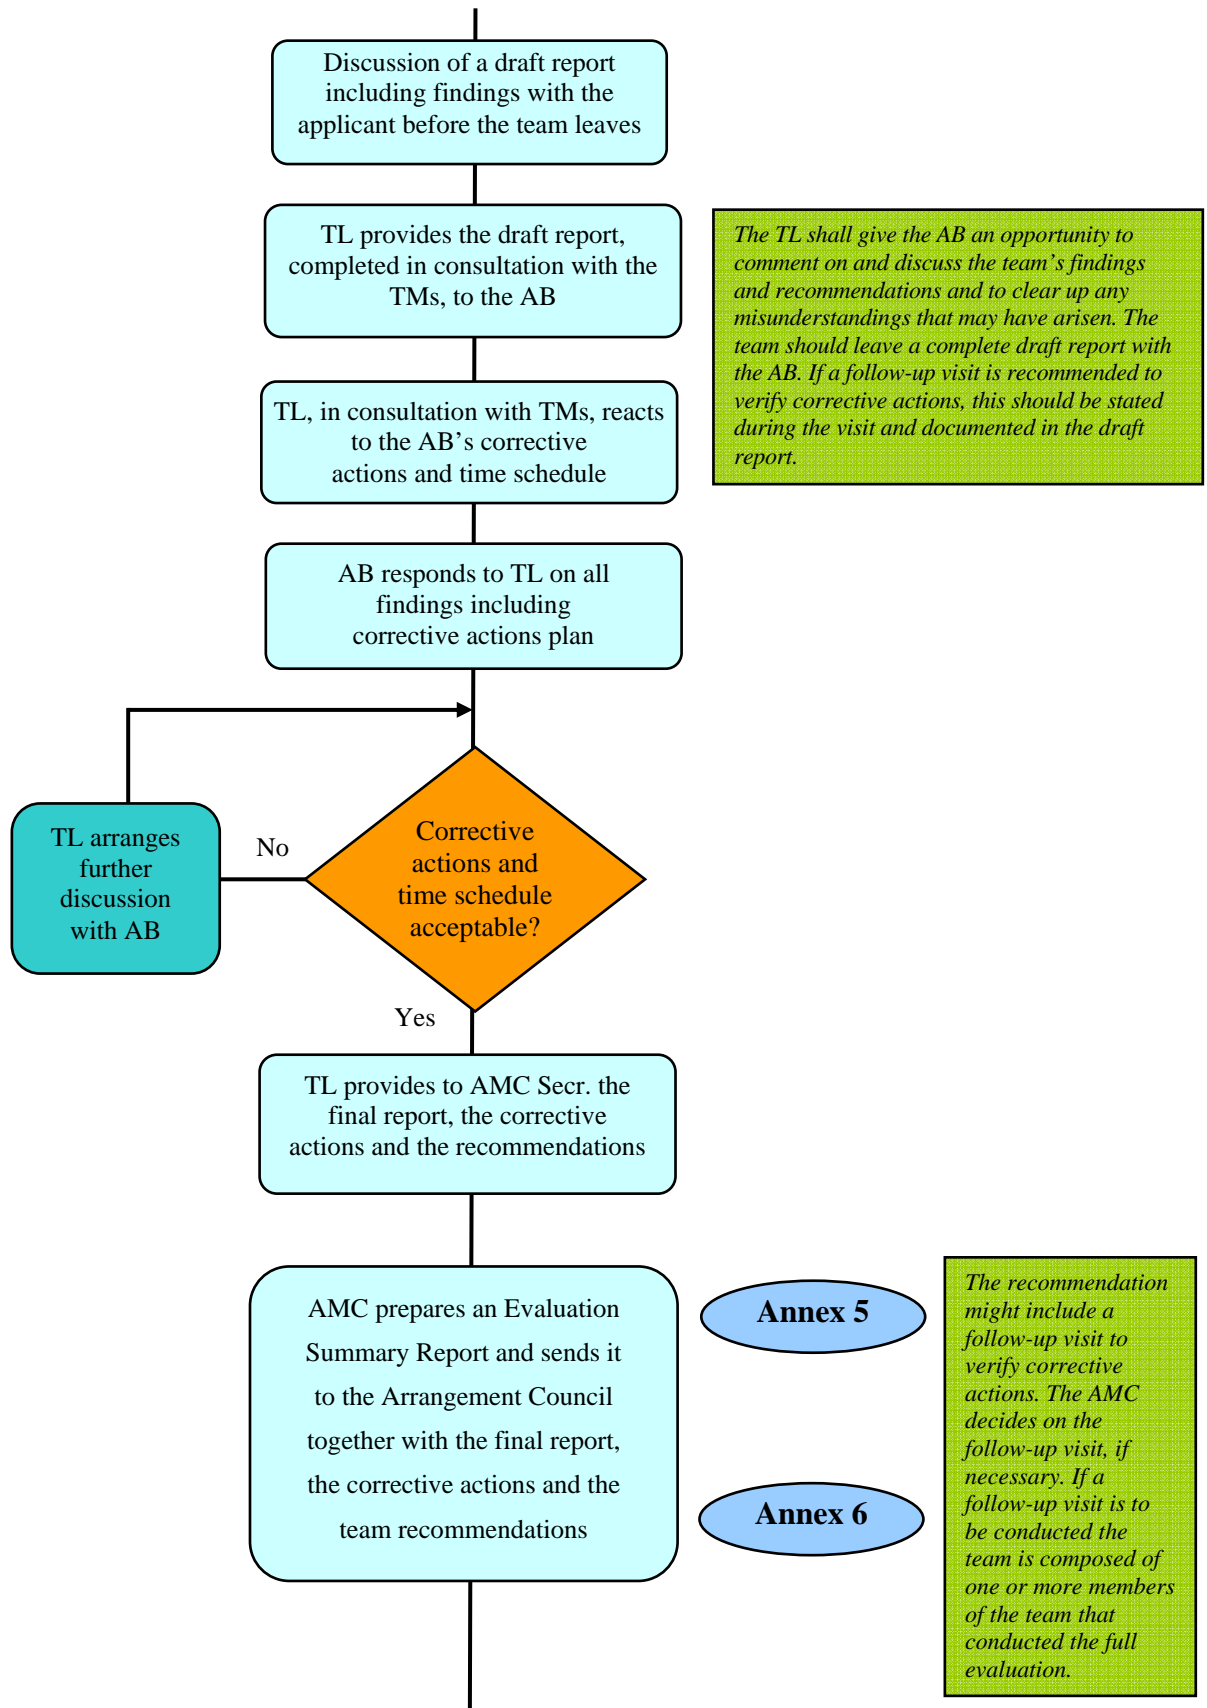 Discussion of a draft report
including findings with the
applicant before the team leaves
TL provides the draft report,
completed in consultation with the
TMs, to the AB
The TL shall give the AB an opportunity to
comment on and discuss the team’s findings
and recommendations and to clear up any
misunderstandings that may have arisen. The
team should leave a complete draft report with
the AB. If a follow-up visit is recommended to
verify corrective actions, this should be stated
during the visit and documented in the draft
report.
TL, in consultation with TMs, reacts
to the AB’s corrective
actions and time schedule
AB responds to TL on all
findings including
corrective actions plan
TL arranges
further
discussion
with AB
No
Corrective
actions and
time schedule
acceptable?
Yes
TL provides to AMC Secr. the
final report, the corrective
actions and the recommendations
AMC prepares an Evaluation
Summary Report and sends it
to the Arrangement Council
together with the final report,
the corrective actions and the
team recommendations
Annex 5
Annex 6
The recommendation
might include a
follow-up visit to
verify corrective
actions. The AMC
decides on the
follow-up visit, if
necessary. If a
follow-up visit is to
be conducted the
team is composed of
one or more members
of the team that
conducted the full
evaluation.